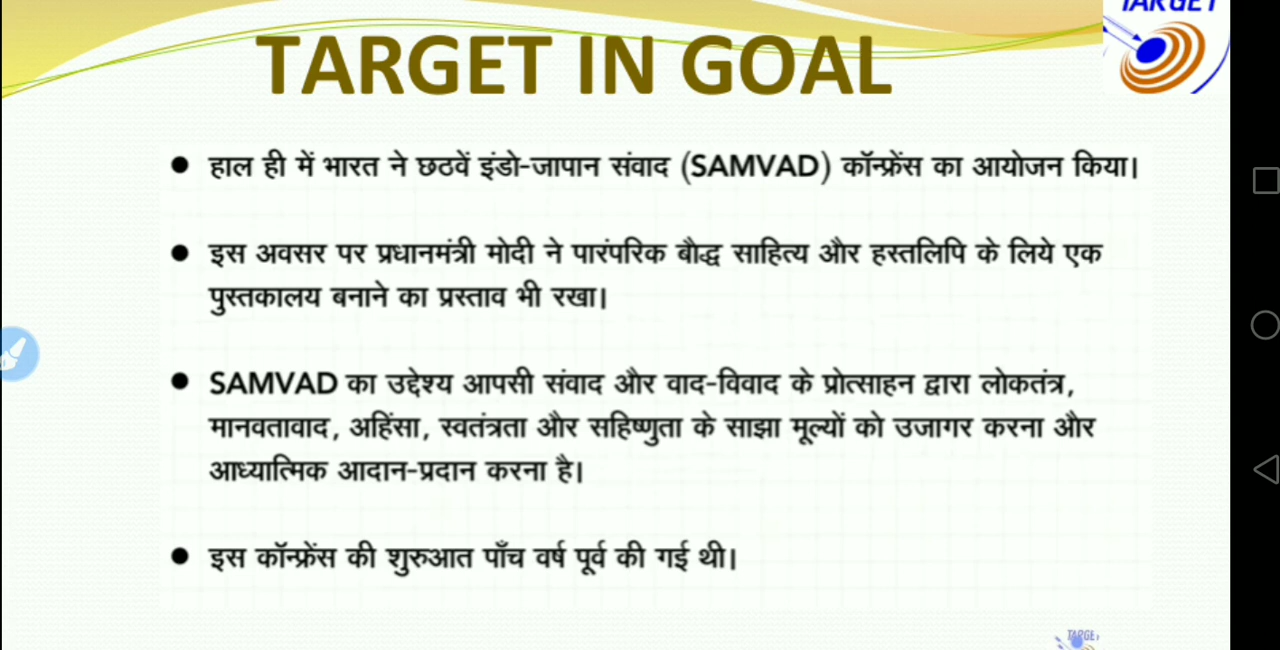 TARGET
TARGET IN GOAL
● हाल ही में भारत ने छठवें इंडो-जापान संवाद (SAMVAD) कॉन्फ्रेंस का आयोजन किया।
● इस अवसर पर प्रधानमंत्री मोदी ने पारंपरिक बौद्ध साहित्य और हस्तलिपि के लिये एक
पुस्तकालय बनाने का प्रस्ताव भी रखा।
● SAMVAD का उद्देश्य आपसी संवाद और वाद-विवाद के प्रोत्साहन द्वारा लोकतंत्र,
मानवतावाद, अहिंसा, स्वतंत्रता और सहिष्णुता के साझा मूल्यों को उजागर करना और
आध्यात्मिक आदान-प्रदान करना है।
● इस कॉन्फ्रेंस की शुरुआत पाँच वर्ष पूर्व की गई थी।
TARGET